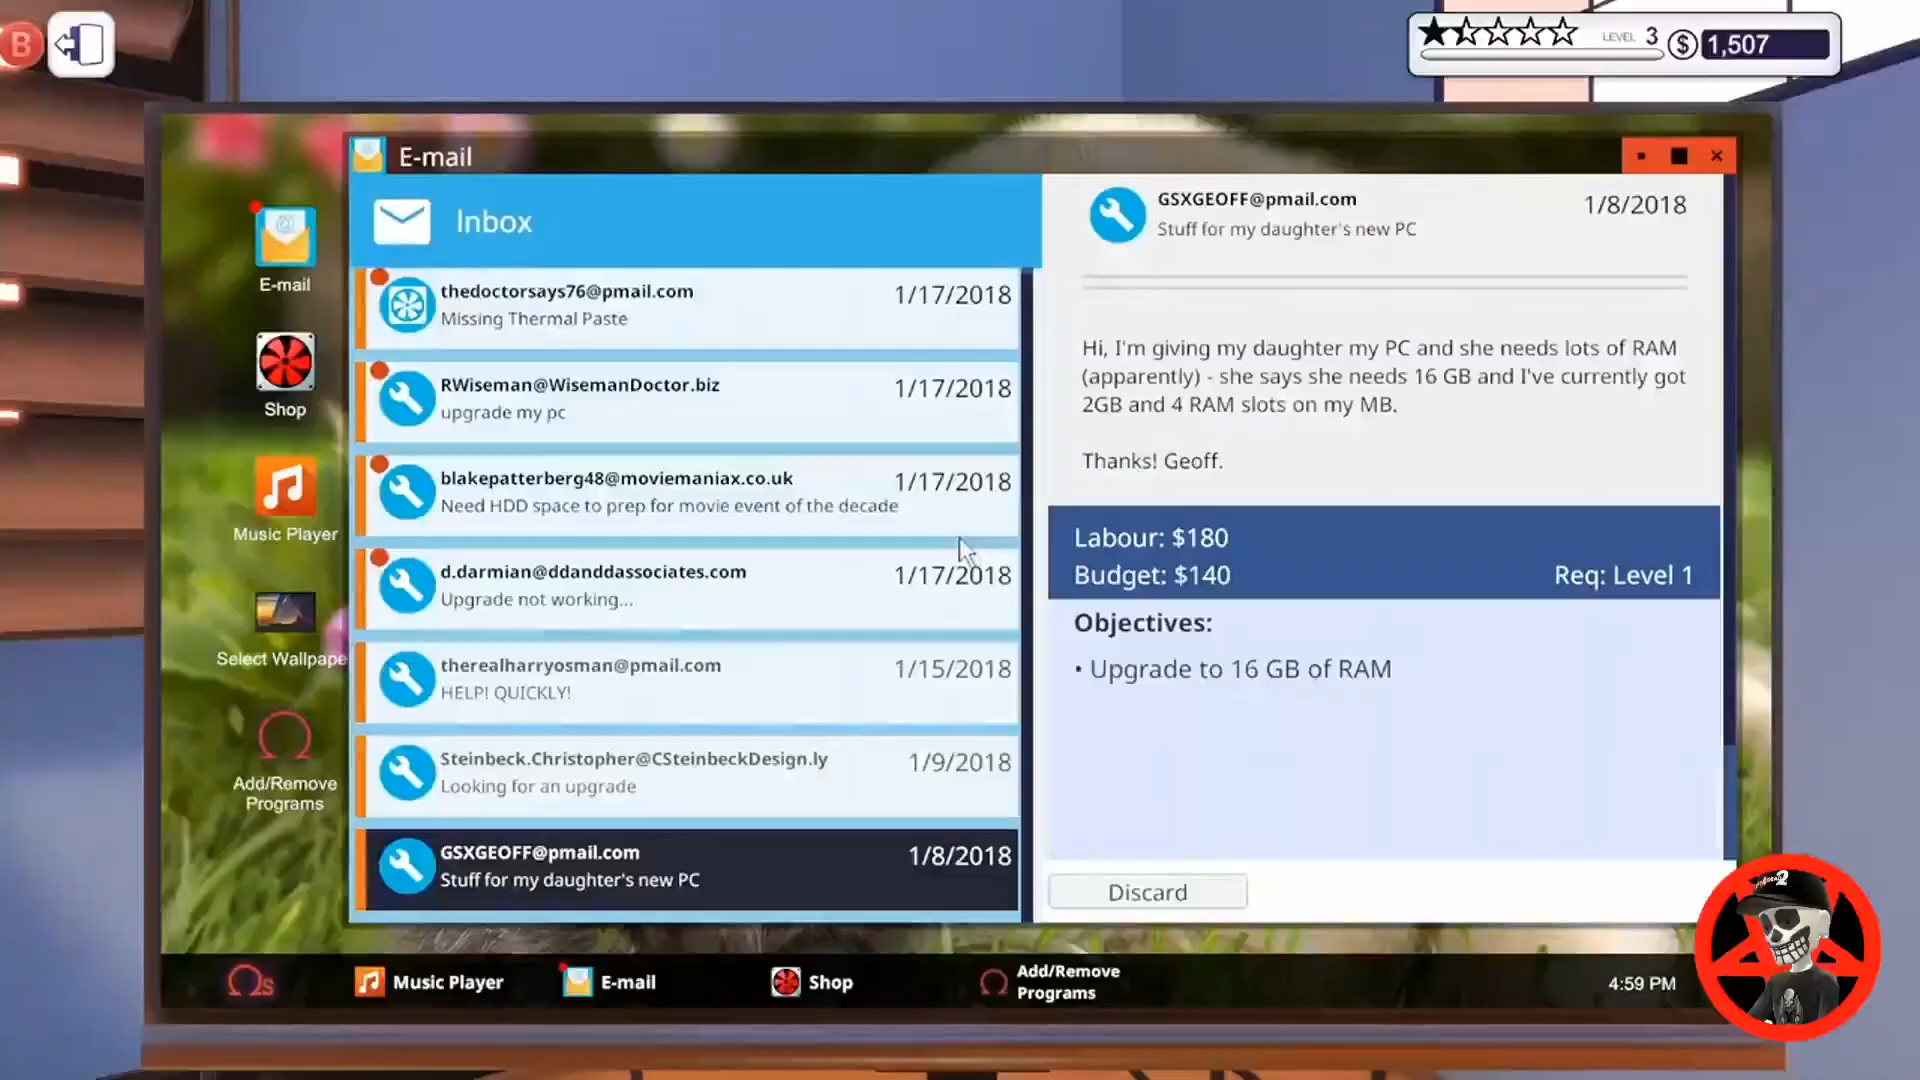 B
LEVEL 3
$ 1,507
E-mail
Inbox
E-mail
Shop
Music Player
Select Wallpape
Add/Remove
Programs
thedoctorsays76@pmail.com
1/17/2018
Missing Thermal Paste
RWiseman@WisemanDoctor.biz
1/17/2018
upgrade my pc
blakepatterberg48@moviemaniax.co.uk
1/17/2018
Need HDD space to prep for movie event of the decade
d.darmian@ddanddassociates.com
1/17/2018
Upgrade not working...
therealharryosman@pmail.com
1/15/2018
HELP! QUICKLY!
Steinbeck.Christopher@CSteinbeckDesign.ly
1/9/2018
Looking for an upgrade
GSXGEOFF@pmail.com
1/8/2018
Stuff for my daughter's new PC
GSXGEOFF@pmail.com
1/8/2018
Stuff for my daughter's new PC
Hi, I'm giving my daughter my PC and she needs lots of RAM
(apparently) - she says she needs 16 GB and I've currently got
2GB and 4 RAM slots on my MB.
Thanks! Geoff.
Labour: $180
Budget: $140
Req: Level 1
Objectives:
• Upgrade to 16 GB of RAM
Discard
Ωs
Music Player
E-mail
Shop
Add/Remove
Programs
4:59 PM